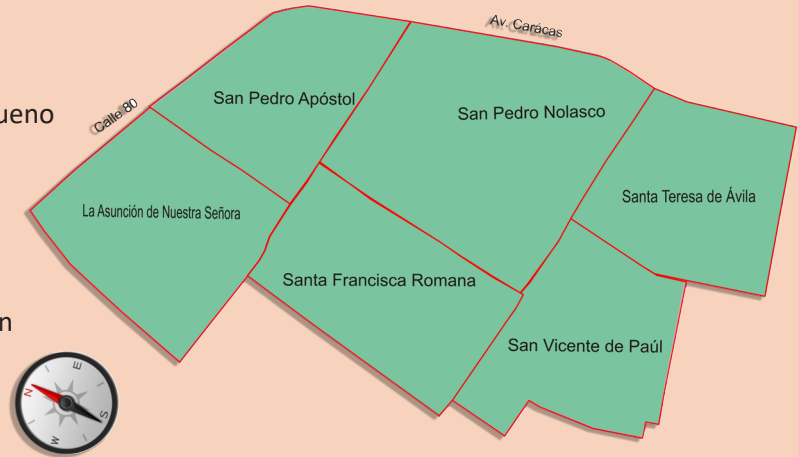 Av. Carácas
San Pedro Apóstol
Calle 80
San Pedro Nolasco
ueno
Santa Teresa de Ávila
La Asunción de Nuestra Señora
Santa Francisca Romana
n
San Vicente de Paúl
N
E
S
W